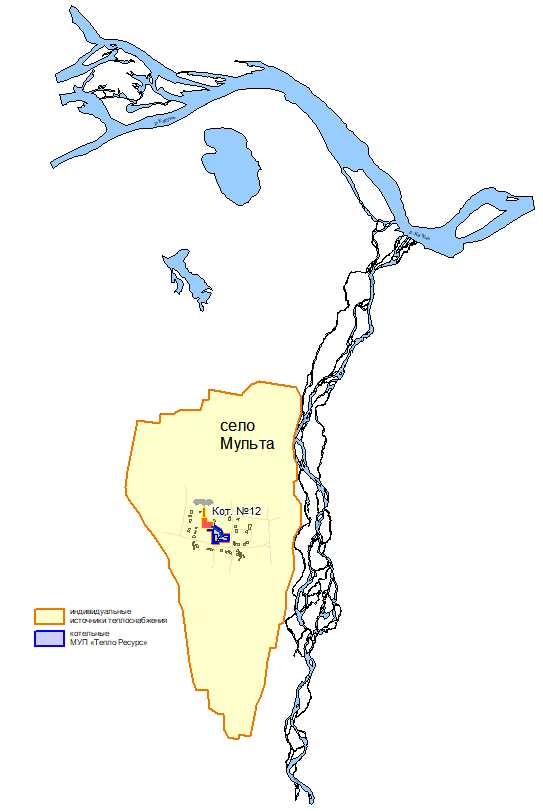 село
Мульта
Кот. №12
индивидуальные
источники теплоснабжения
котельные
МУП «Тепло Ресурс»